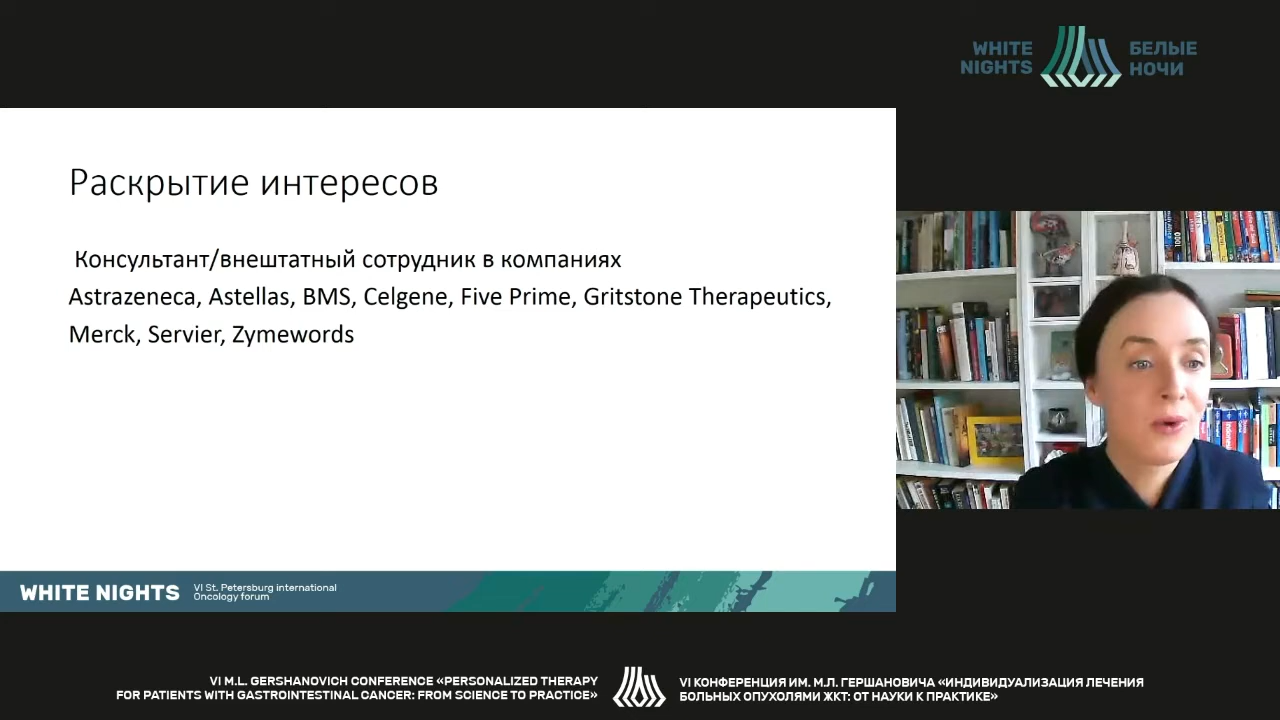 WHITE
NIGHTS
БЕЛЫЕ
НОЧИ
Раскрытие интересов
Консультант/внештатный сотрудник в компаниях
Astrazeneca, Astellas, BMS, Celgene, Five Prime, Gritstone Therapeutics,
Merck, Servier, Zymewords
WHITE NIGHTS
VI St. Petersburg international
Oncology forum
VI M.L. GERSHANOVICH CONFERENCE «PERSONALIZED THERAPY
FOR PATIENTS WITH GASTROINTESTINAL CANCER: FROM SCIENCE TO PRACTICE»
VI КОНФЕРЕНЦИЯ ИМ. М.Л. ГЕРШАНОВИЧА «ИНДИВИДУАЛИЗАЦИЯ ЛЕЧЕНИЯ
БОЛЬНЫХ ОПУХОЛЯМИ ЖКТ: ОТ НАУКИ К ПРАКТИКЕ»